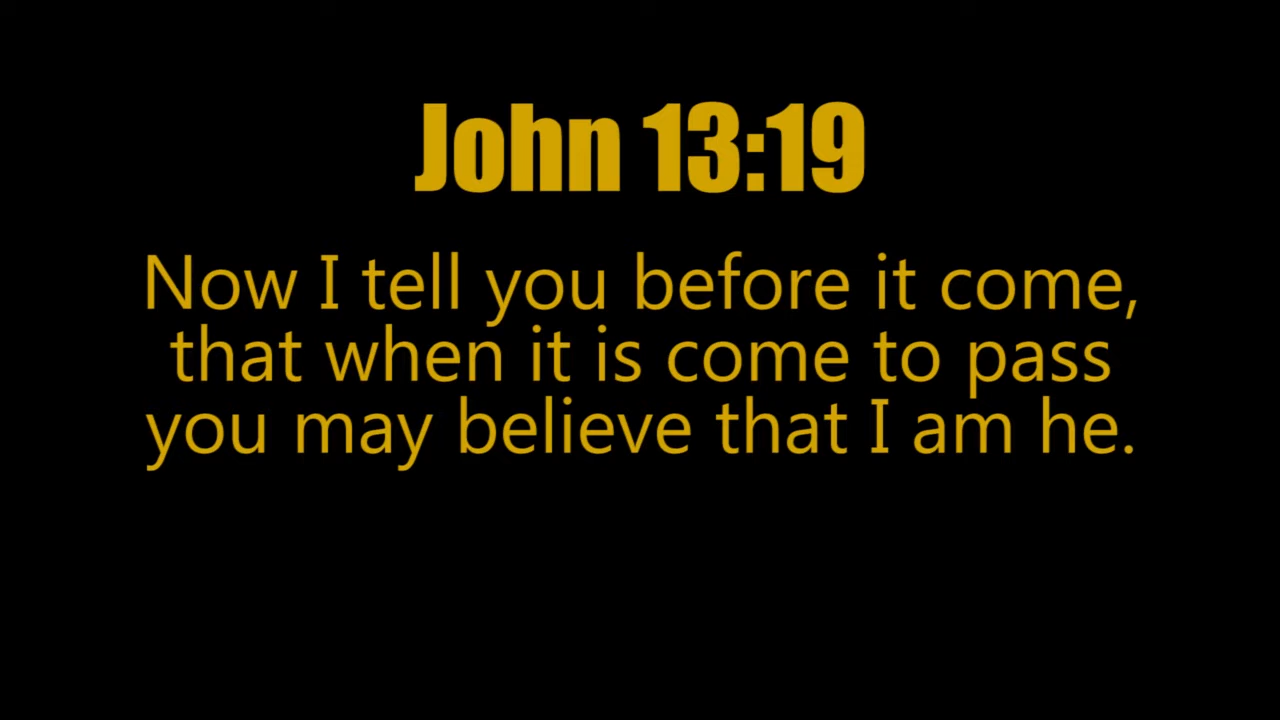 John 13:19
Now I tell you before it come,
that when it is come to pass
you may believe that I am he.